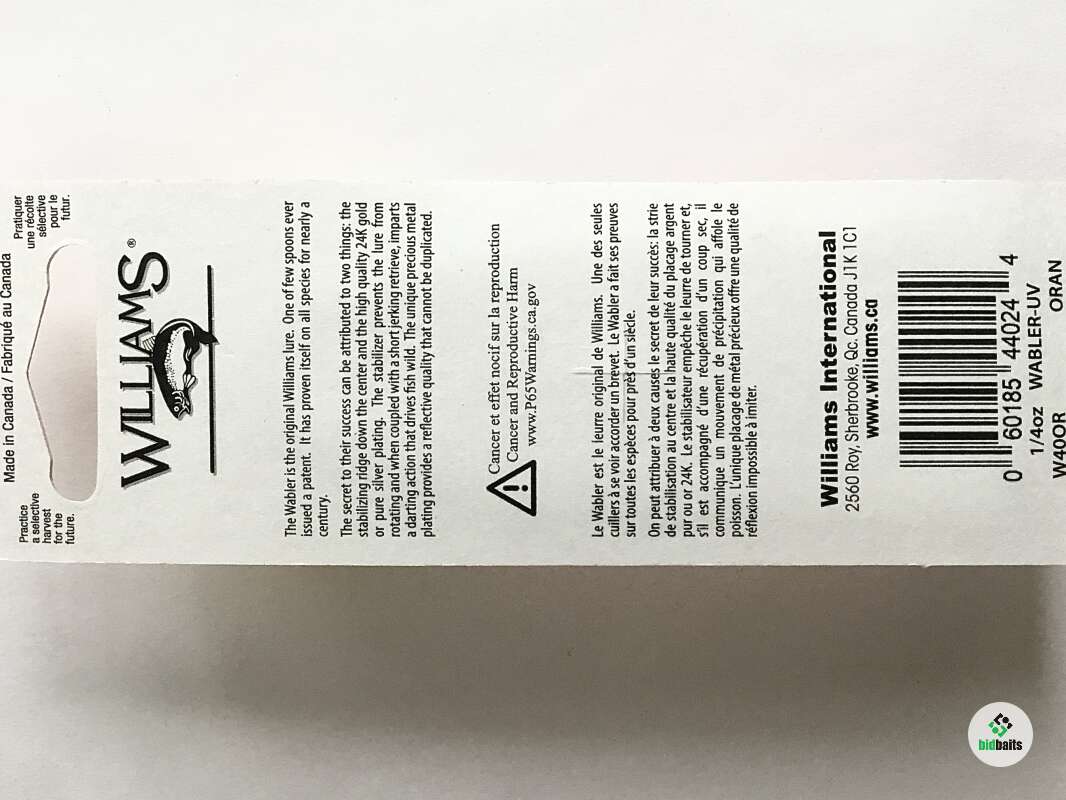 Made in Canada / Fabriqué au Canada
Practice
a selective
harvest
for the
future.
Pratiquer
une récolte
sélective
pour le
futur.
WILLIAMS®
The Wabler is the original Williams lure. One of few spoons ever
issued a patent. It has proven itself on all species for nearly a
century.
The secret to their success can be attributed to two things: the
stabilizing ridge down the center and the high quality 24K gold
or pure silver plating. The stabilizer prevents the lure from
rotating and when coupled with a short jerking retrieve, imparts
a darting action that drives fish wild. The unique precious metal
plating provides a reflective quality that cannot be duplicated.
Cancer et effet nocif sur la reproduction
Cancer and Reproductive Harm
www.P65Warnings.ca.gov
Le Wabler est le leurre original de Williams. Une des seules
cuillers à se voir accorder un brevet. Le Wabler a fait ses preuves
sur toutes les espèces pour près d'un siècle.
On peut attribuer à deux causes le secret de leur succès: la strie
de stabilisation au centre et la haute qualité du placage argent
pur ou or 24K. Le stabilisateur empêche le leurre de tourner et,
s'il est accompagné d'une récupération d'un coup sec, il
communique un mouvement de précipitation qui affole le
poisson. L'unique placage de métal précieux offre une qualité de
réflexion impossible à imiter.
Williams International
2560 Roy, Sherbrooke, Qc. Canada J1K 1C1
www.williams.ca
0 60185 44024 4
1/4oz WABLER-UV
W40OR ORAN
bidbaits